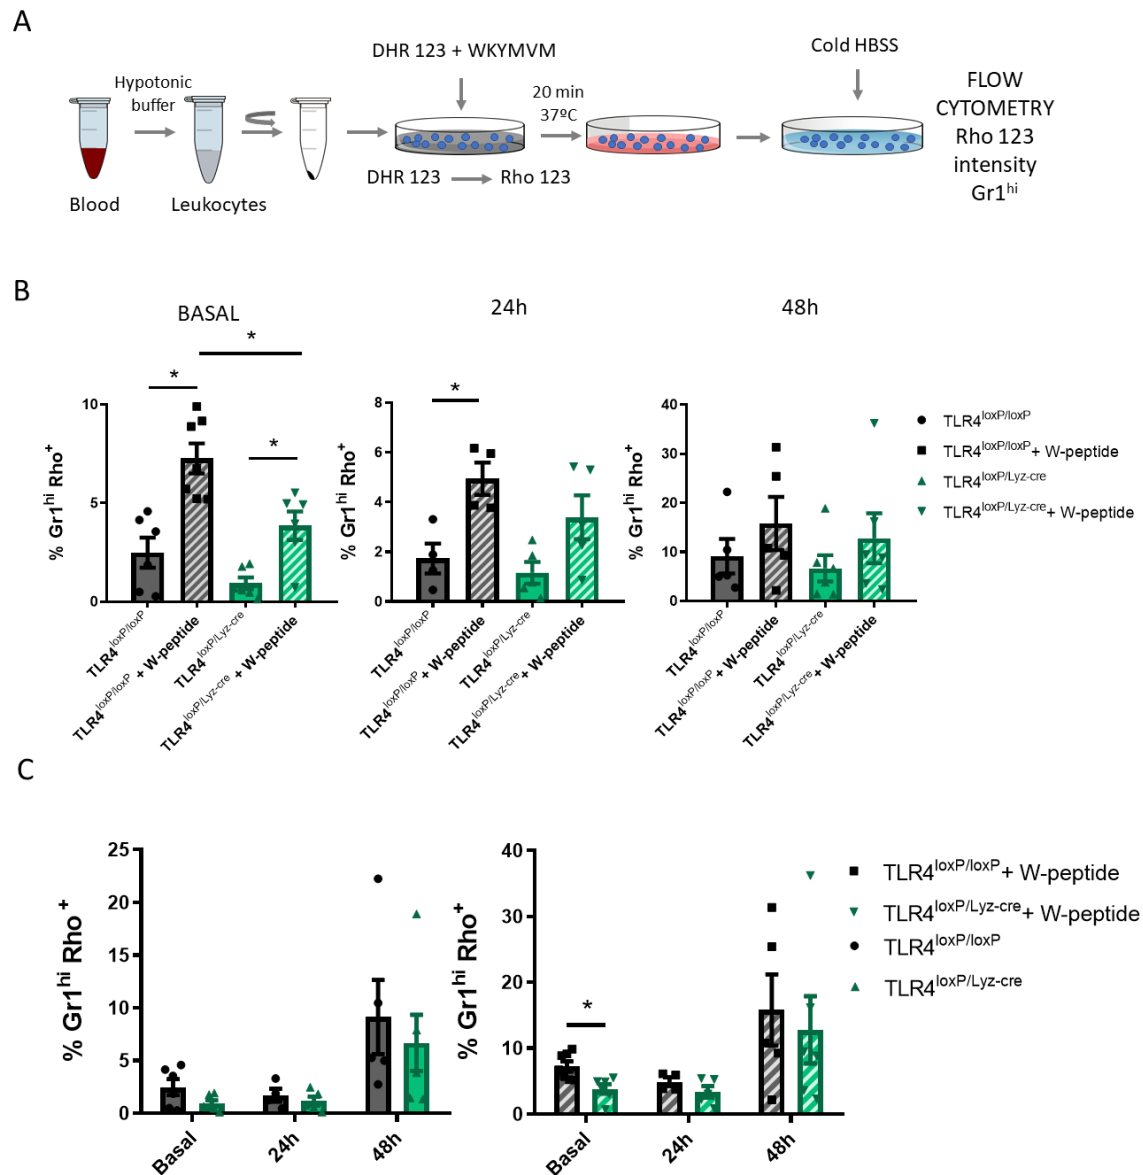 A
DHR 123 + WKYMVM
Cold HBSS
Hypotonic
buffer
20 min
37ºC
FLOW
CYTOMETRY
Rho 123
intensity
Gr1hi
DHR 123
Rho 123
Blood
Leukocytes
B
BASAL
24h
48h
*
*
*
*
% Gr1hi Rho+
10
5
0
TLR4loxP/loxP
TLR4loxP/loxP + W-peptide
TLR4loxP/Lyz-cre
TLR4loxP/Lyz-cre + W-peptide
% Gr1hi Rho+
8
6
4
2
0
TLR4loxP/loxP
TLR4loxP/loxP + W-peptide
TLR4loxP/Lyz-cre
TLR4loxP/Lyz-cre + W-peptide
% Gr1hi Rho+
40
30
20
10
0
TLR4loxP/loxP
TLR4loxP/loxP + W-peptide
TLR4loxP/Lyz-cre
TLR4loxP/Lyz-cre + W-peptide
TLR4loxP/loxP
TLR4loxP/loxP + W-peptide
TLR4loxP/Lyz-cre
TLR4loxP/Lyz-cre + W-peptide
C
% Gr1hi Rho+
25
20
15
10
5
0
Basal
24h
48h
% Gr1hi Rho+
40
30
20
10
0
*
Basal
24h
48h
TLR4loxP/loxP + W-peptide
TLR4loxP/Lyz-cre + W-peptide
TLR4loxP/loxP
TLR4loxP/Lyz-cre